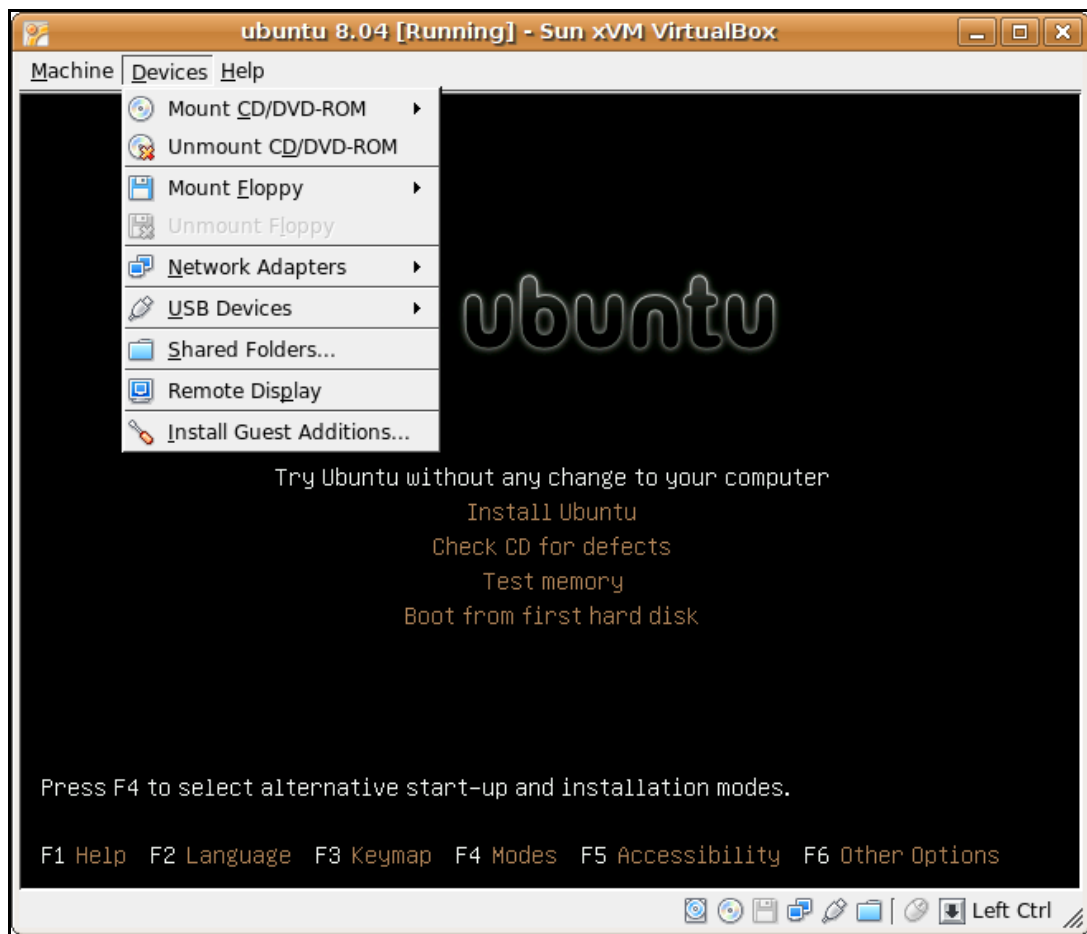 ubuntu 8.04 [Running] - Sun xVM VirtualBox
Machine Devices Help
Mount CD/DVD-ROM
Unmount CD/DVD-ROM
Mount Floppy
Unmount Floppy
Network Adapters
USB Devices
Shared Folders...
Remote Display
Install Guest Additions...
ubuntu
Try Ubuntu without any change to your computer
Install Ubuntu
Check CD for defects
Test memory
Boot from first hard disk
Press F4 to select alternative start-up and installation modes.
F1 Help F2 Language F3 Keymap F4 Modes F5 Accessibility F6 Other Options
Left Ctrl